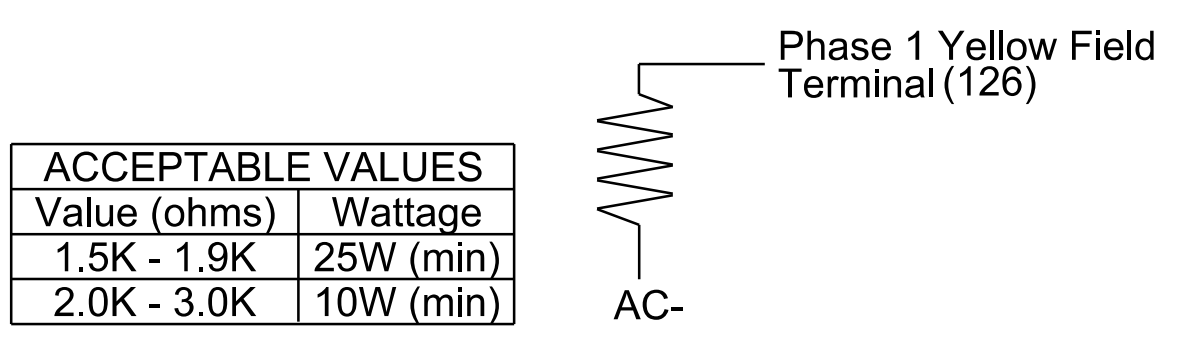 Phase 1 Yellow Field
Terminal (126)
ACCEPTABLE VALUES
Value (ohms) Wattage
1.5K - 1.9K 25W (min)
2.0K - 3.0K 10W (min)
AC-